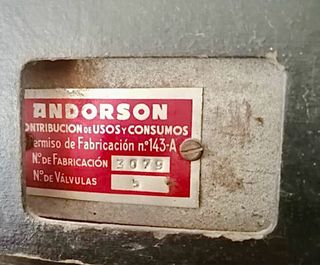 ANDORSON
ONTRIBUCION DE USOS Y CONSUMOS
ermiso de Fabricación nº 143-A
Nº DE FABRICACIÓN 3079
Nº DE VÁLVULAS 5